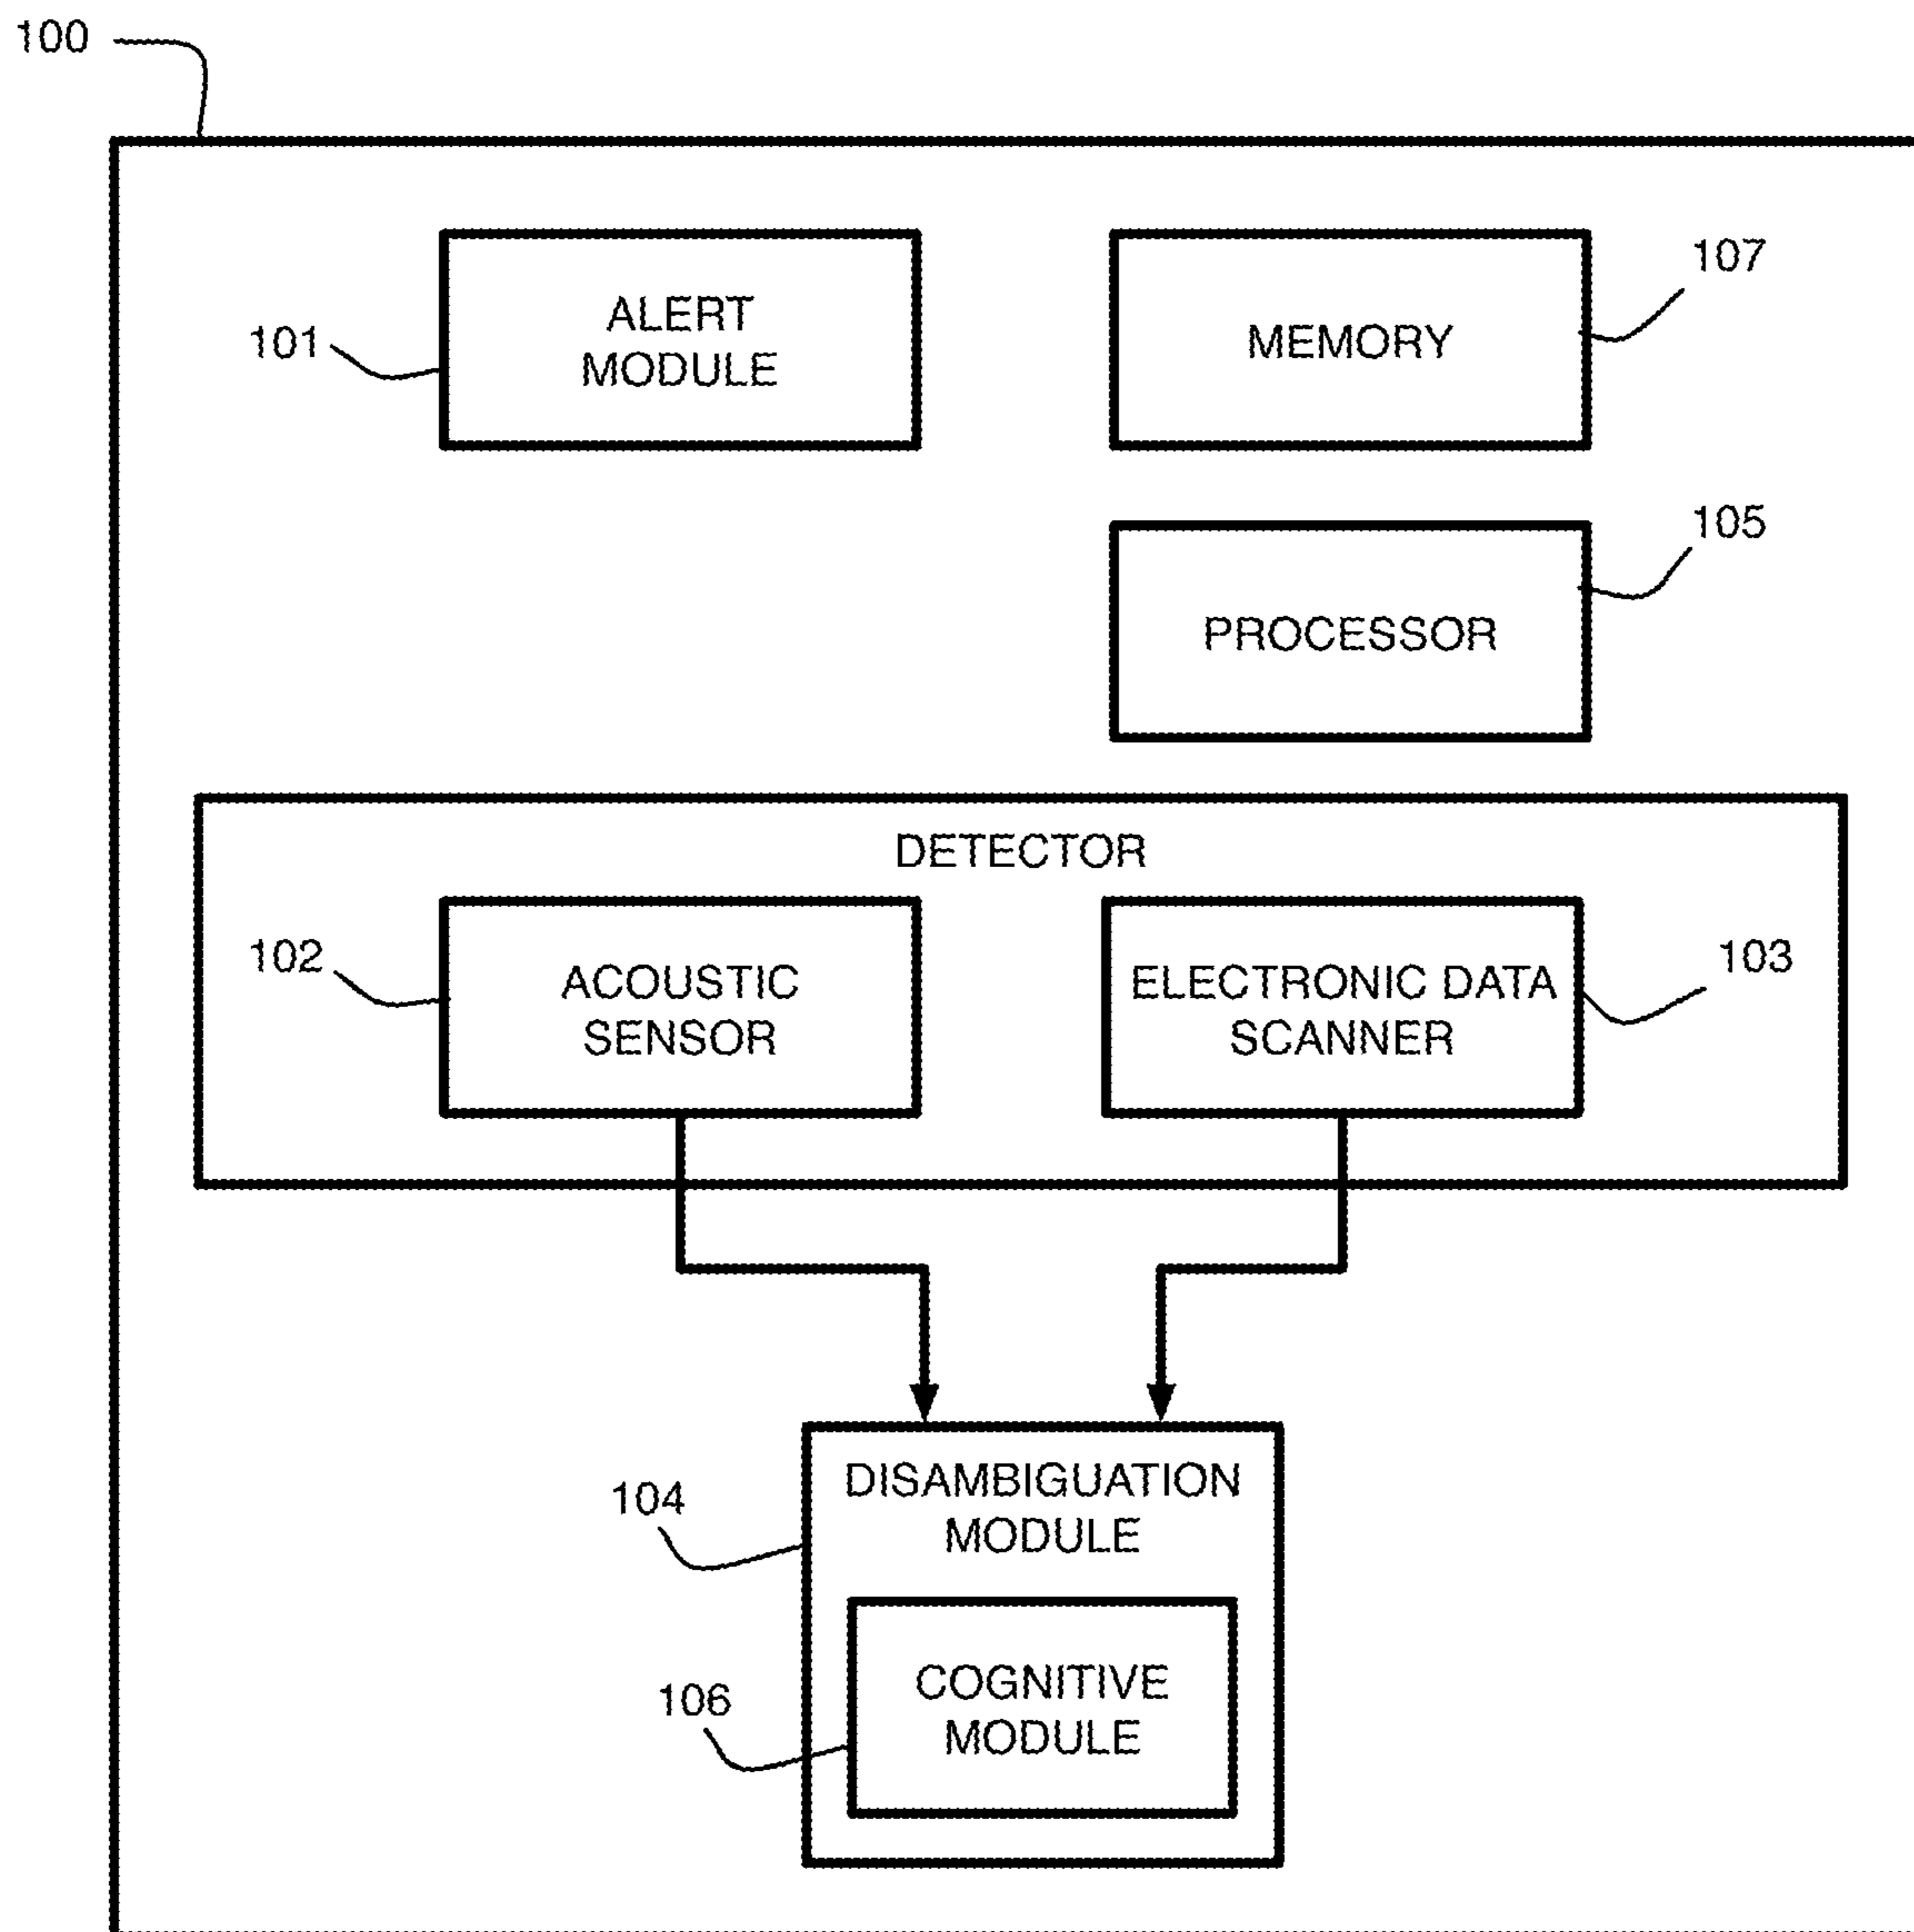 100
ALERT
MODULE
101
MEMORY
107
PROCESSOR
105
DETECTOR
ACOUSTIC
SENSOR
102
ELECTRONIC DATA
SCANNER
103
DISAMBIGUATION
MODULE
104
COGNITIVE
MODULE
106